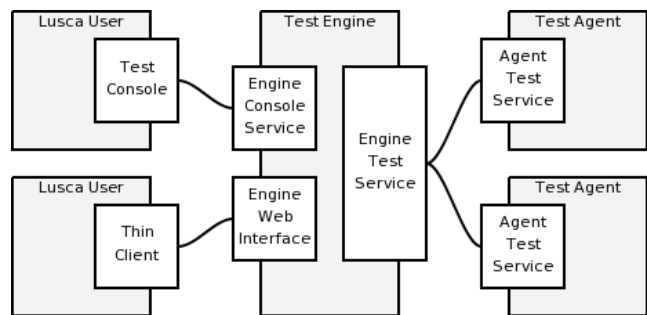 Lusca User
Test
Console
Lusca User
Thin
Client
Test Engine
Engine
Console
Service
Engine
Web
Interface
Engine
Test
Service
Test Agent
Agent
Test
Service
Test Agent
Agent
Test
Service